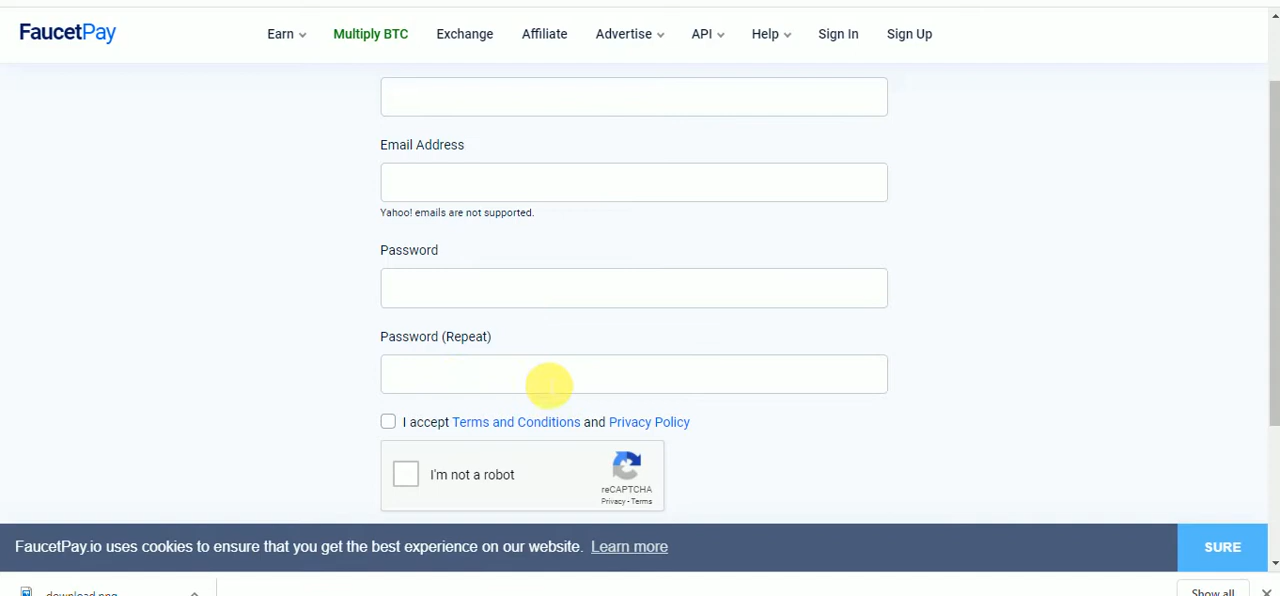 FaucetPay
Earn
Multiply BTC
Exchange
Affiliate
Advertise
API
Help
Sign In
Sign Up
Email Address
Yahoo! emails are not supported.
Password
Password (Repeat)
I accept Terms and Conditions and Privacy Policy
I'm not a robot
reCAPTCHA
Privacy - Terms
FaucetPay.io uses cookies to ensure that you get the best experience on our website. Learn more
SURE
download.png
Show all